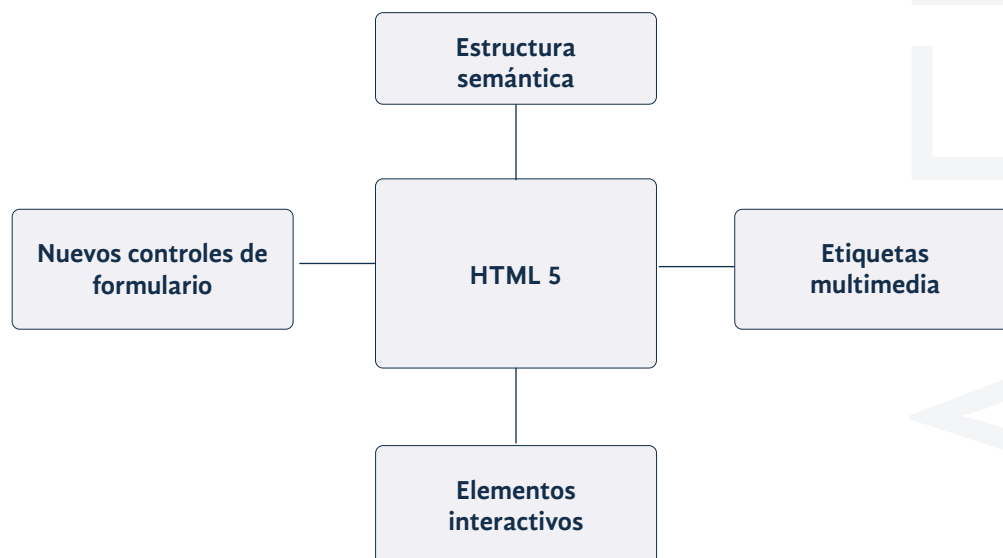 Estructura
semántica
Nuevos controles de
formulario
HTML 5
Etiquetas
multimedia
Elementos
interactivos